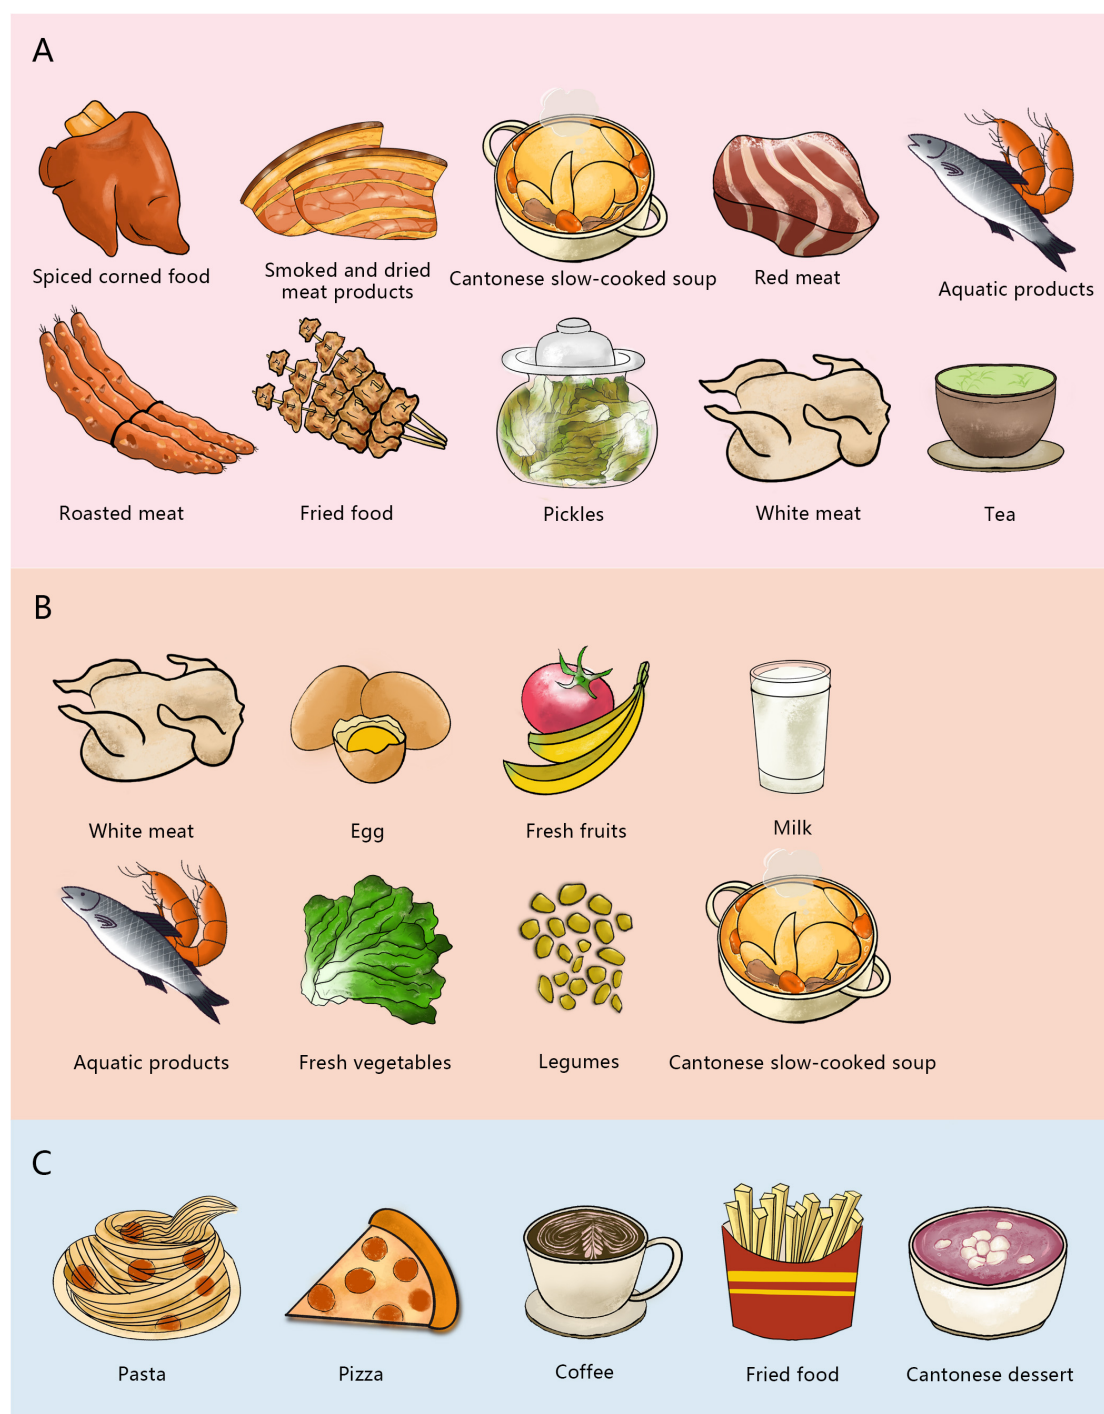 A
Spiced corned food
Smoked and dried
meat products
Cantonese slow-cooked soup
Red meat
Aquatic products
Roasted meat
Fried food
Pickles
White meat
Tea
B
White meat
Egg
Fresh fruits
Milk
Aquatic products
Fresh vegetables
Legumes
Cantonese slow-cooked soup
C
Pasta
Pizza
Coffee
Fried food
Cantonese dessert